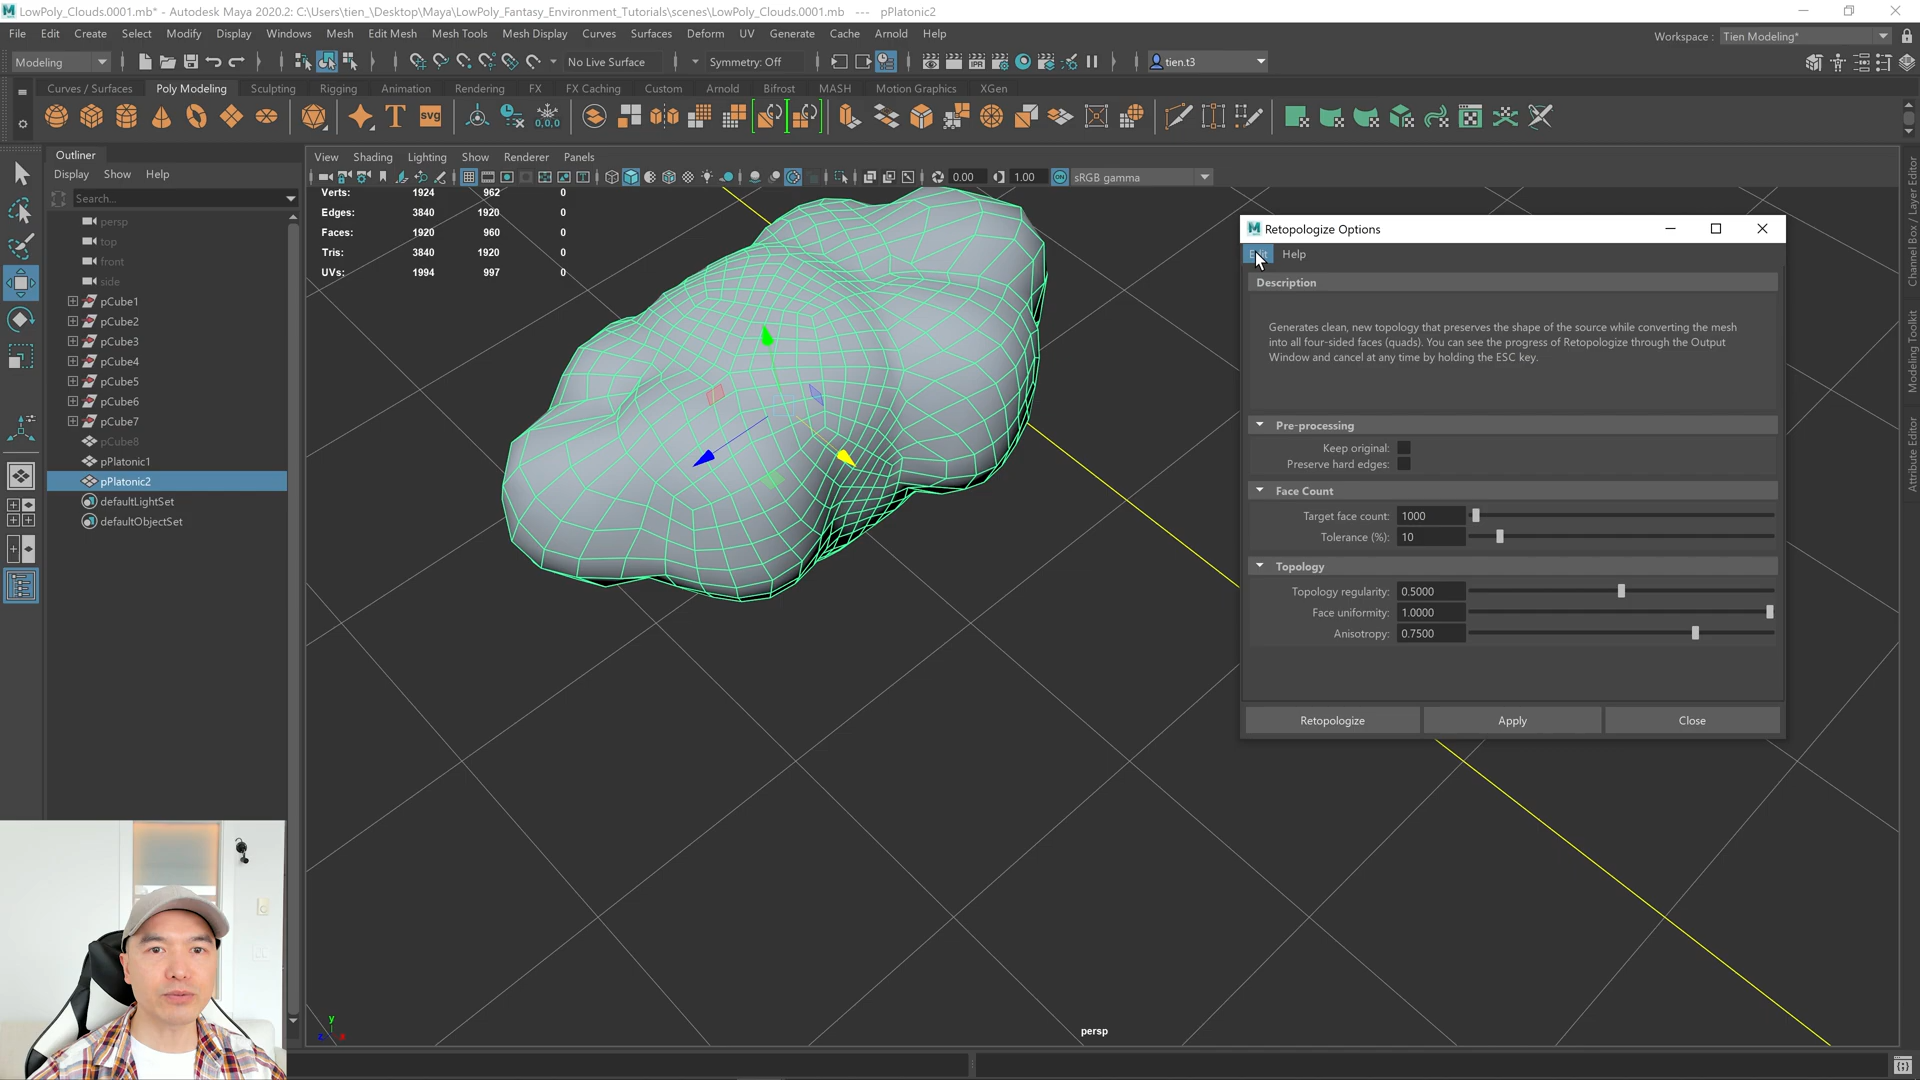 LowPoly_Clouds.0001.mb* - Autodesk Maya 2020.2: C:\Users\tien_\Desktop\Maya\LowPoly_Fantasy_Environment_Tutorials\scenes\LowPoly_Clouds.0001.mb --- pPlatonic2
File Edit Create Select Modify Display Windows Mesh Edit Mesh Mesh Tools Mesh Display Curves Surfaces Deform UV Generate Cache Arnold Help
Workspace : Tien Modeling*
Modeling No Live Surface Symmetry: Off tien.t3
Curves / Surfaces Poly Modeling Sculpting Rigging Animation Rendering FX FX Caching Custom Arnold Bifrost MASH Motion Graphics XGen
T svg 0,0,0
Outliner
Display Show Help
Search...
persp
top
front
side
pCube1
pCube2
pCube3
pCube4
pCube5
pCube6
pCube7
pCube8
pPlatonic1
pPlatonic2
defaultLightSet
defaultObjectSet
View Shading Lighting Show Renderer Panels
0.00 1.00 ON sRGB gamma
Verts: 1924 962 0
Edges: 3840 1920 0
Faces: 1920 960 0
Tris: 3840 1920 0
UVs: 1994 997 0
Retopologize Options
Edit Help
Description
Generates clean, new topology that preserves the shape of the source while converting the mesh
into all four-sided faces (quads). You can see the progress of Retopologize through the Output
Window and cancel at any time by holding the ESC key.
Pre-processing
Keep original:
Preserve hard edges:
Face Count
Target face count: 1000
Tolerance (%): 10
Topology
Topology regularity: 0.5000
Face uniformity: 1.0000
Anisotropy: 0.7500
Retopologize Apply Close
Channel Box / Layer Editor
Modeling Toolkit
Attribute Editor
y
z x
persp